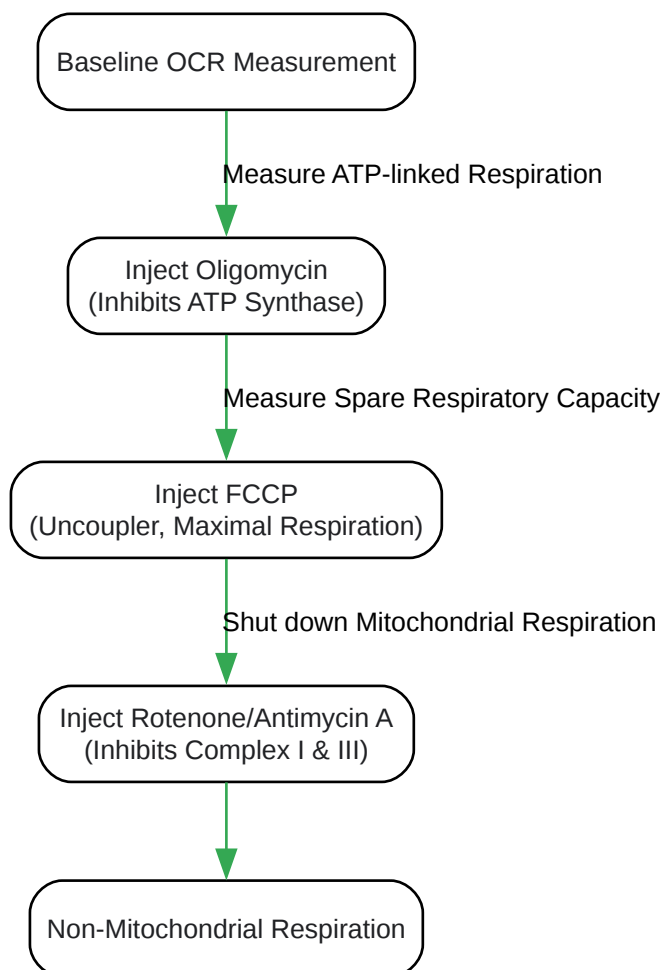 Baseline OCR Measurement
Measure ATP-linked Respiration
Inject Oligomycin
(Inhibits ATP Synthase)
Measure Spare Respiratory Capacity
Inject FCCP
(Uncoupler, Maximal Respiration)
Shut down Mitochondrial Respiration
Inject Rotenone/Antimycin A
(Inhibits Complex I & III)
Non-Mitochondrial Respiration